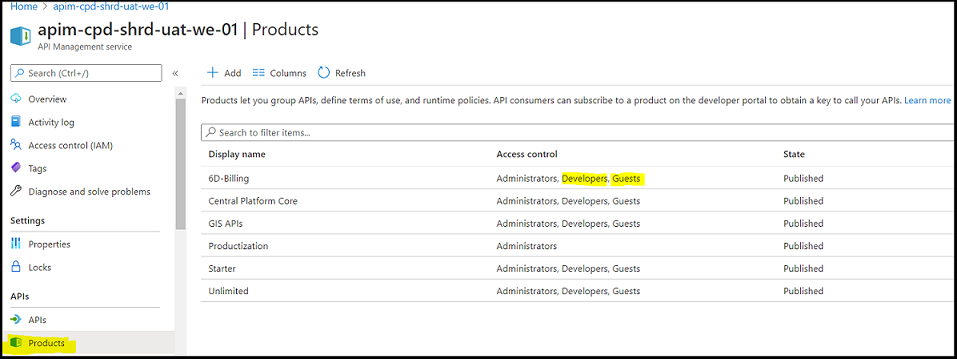 Home > apim-cpd-shrd-uat-we-01
apim-cpd-shrd-uat-we-01 | Products
API Management service
Search (Ctrl+/)
«
Overview
Activity log
Access control (IAM)
Tags
Diagnose and solve problems
Settings
Properties
Locks
APIs
APIs
Products
Add Columns Refresh
Products let you group APIs, define terms of use, and runtime policies. API consumers can subscribe to a product on the developer portal to obtain a key to call your APIs. Learn more
Search to filter items...
Display name Access control State
6D-Billing Administrators, Developers, Guests Published
Central Platform Core Administrators, Developers, Guests Published
GIS APIs Administrators, Developers, Guests Published
Productization Administrators Published
Starter Administrators, Developers, Guests Published
Unlimited Administrators, Developers, Guests Published